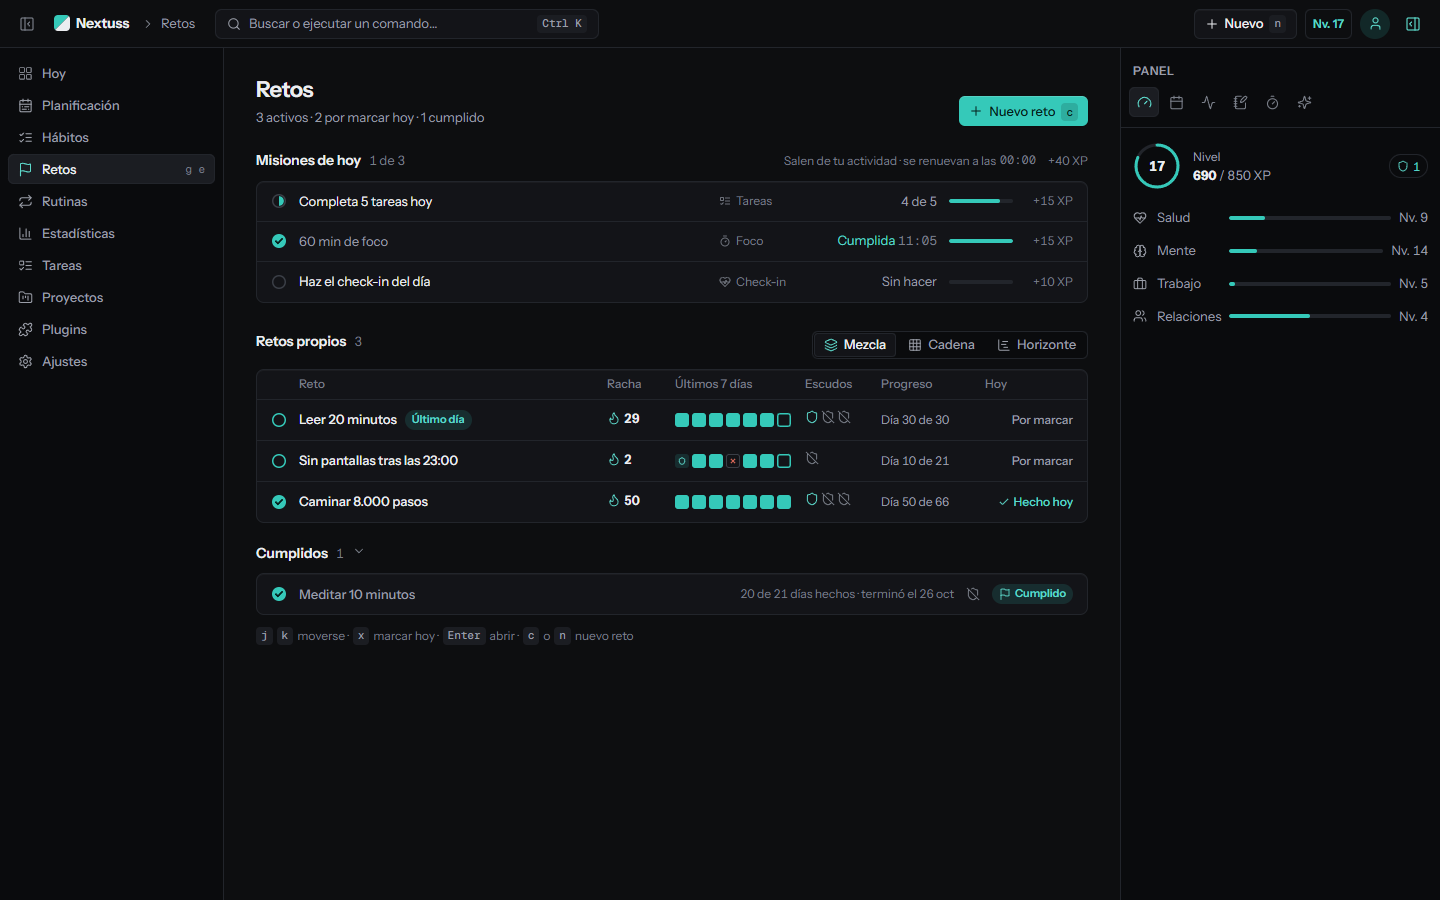 Nextuss
Retos
Buscar o ejecutar un comando...
Ctrl K
Nuevo n
Nv. 17
Hoy
Planificación
Hábitos
Retos g e
Rutinas
Estadísticas
Tareas
Proyectos
Plugins
Ajustes
Retos
3 activos · 2 por marcar hoy · 1 cumplido
Nuevo reto c
Misiones de hoy 1 de 3
Salen de tu actividad · se renuevan a las 00:00 +40 XP
Completa 5 tareas hoy Tareas 4 de 5 +15 XP
60 min de foco Foco Cumplida 11:05 +15 XP
Haz el check-in del día Check-in Sin hacer +10 XP
Retos propios 3
Mezcla Cadena Horizonte
Reto Racha Últimos 7 días Escudos Progreso Hoy
Leer 20 minutos Último día 29 Día 30 de 30 Por marcar
Sin pantallas tras las 23:00 2 Día 10 de 21 Por marcar
Caminar 8.000 pasos 50 Día 50 de 66 Hecho hoy
Cumplidos 1
Meditar 10 minutos 20 de 21 días hechos · terminó el 26 oct Cumplido
j k moverse · x marcar hoy · Enter abrir · c o n nuevo reto
PANEL
17
Nivel
690 / 850 XP
1
Salud Nv. 9
Mente Nv. 14
Trabajo Nv. 5
Relaciones Nv. 4